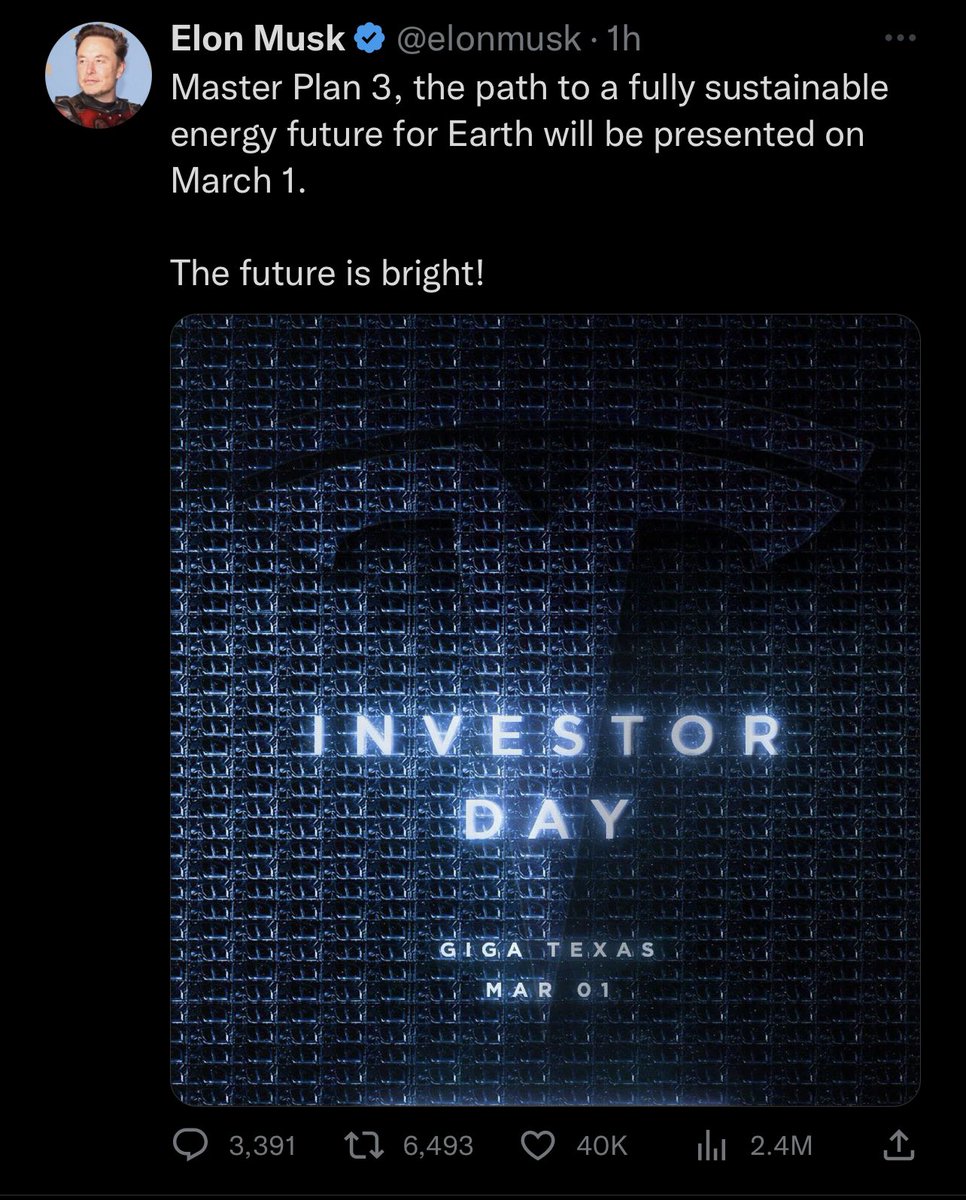 Elon Musk @elonmusk · 1h
Master Plan 3, the path to a fully sustainable
energy future for Earth will be presented on
March 1.
The future is bright!
INVESTOR
DAY
GIGA TEXAS
MAR 01
3,391 6,493 40K 2.4M